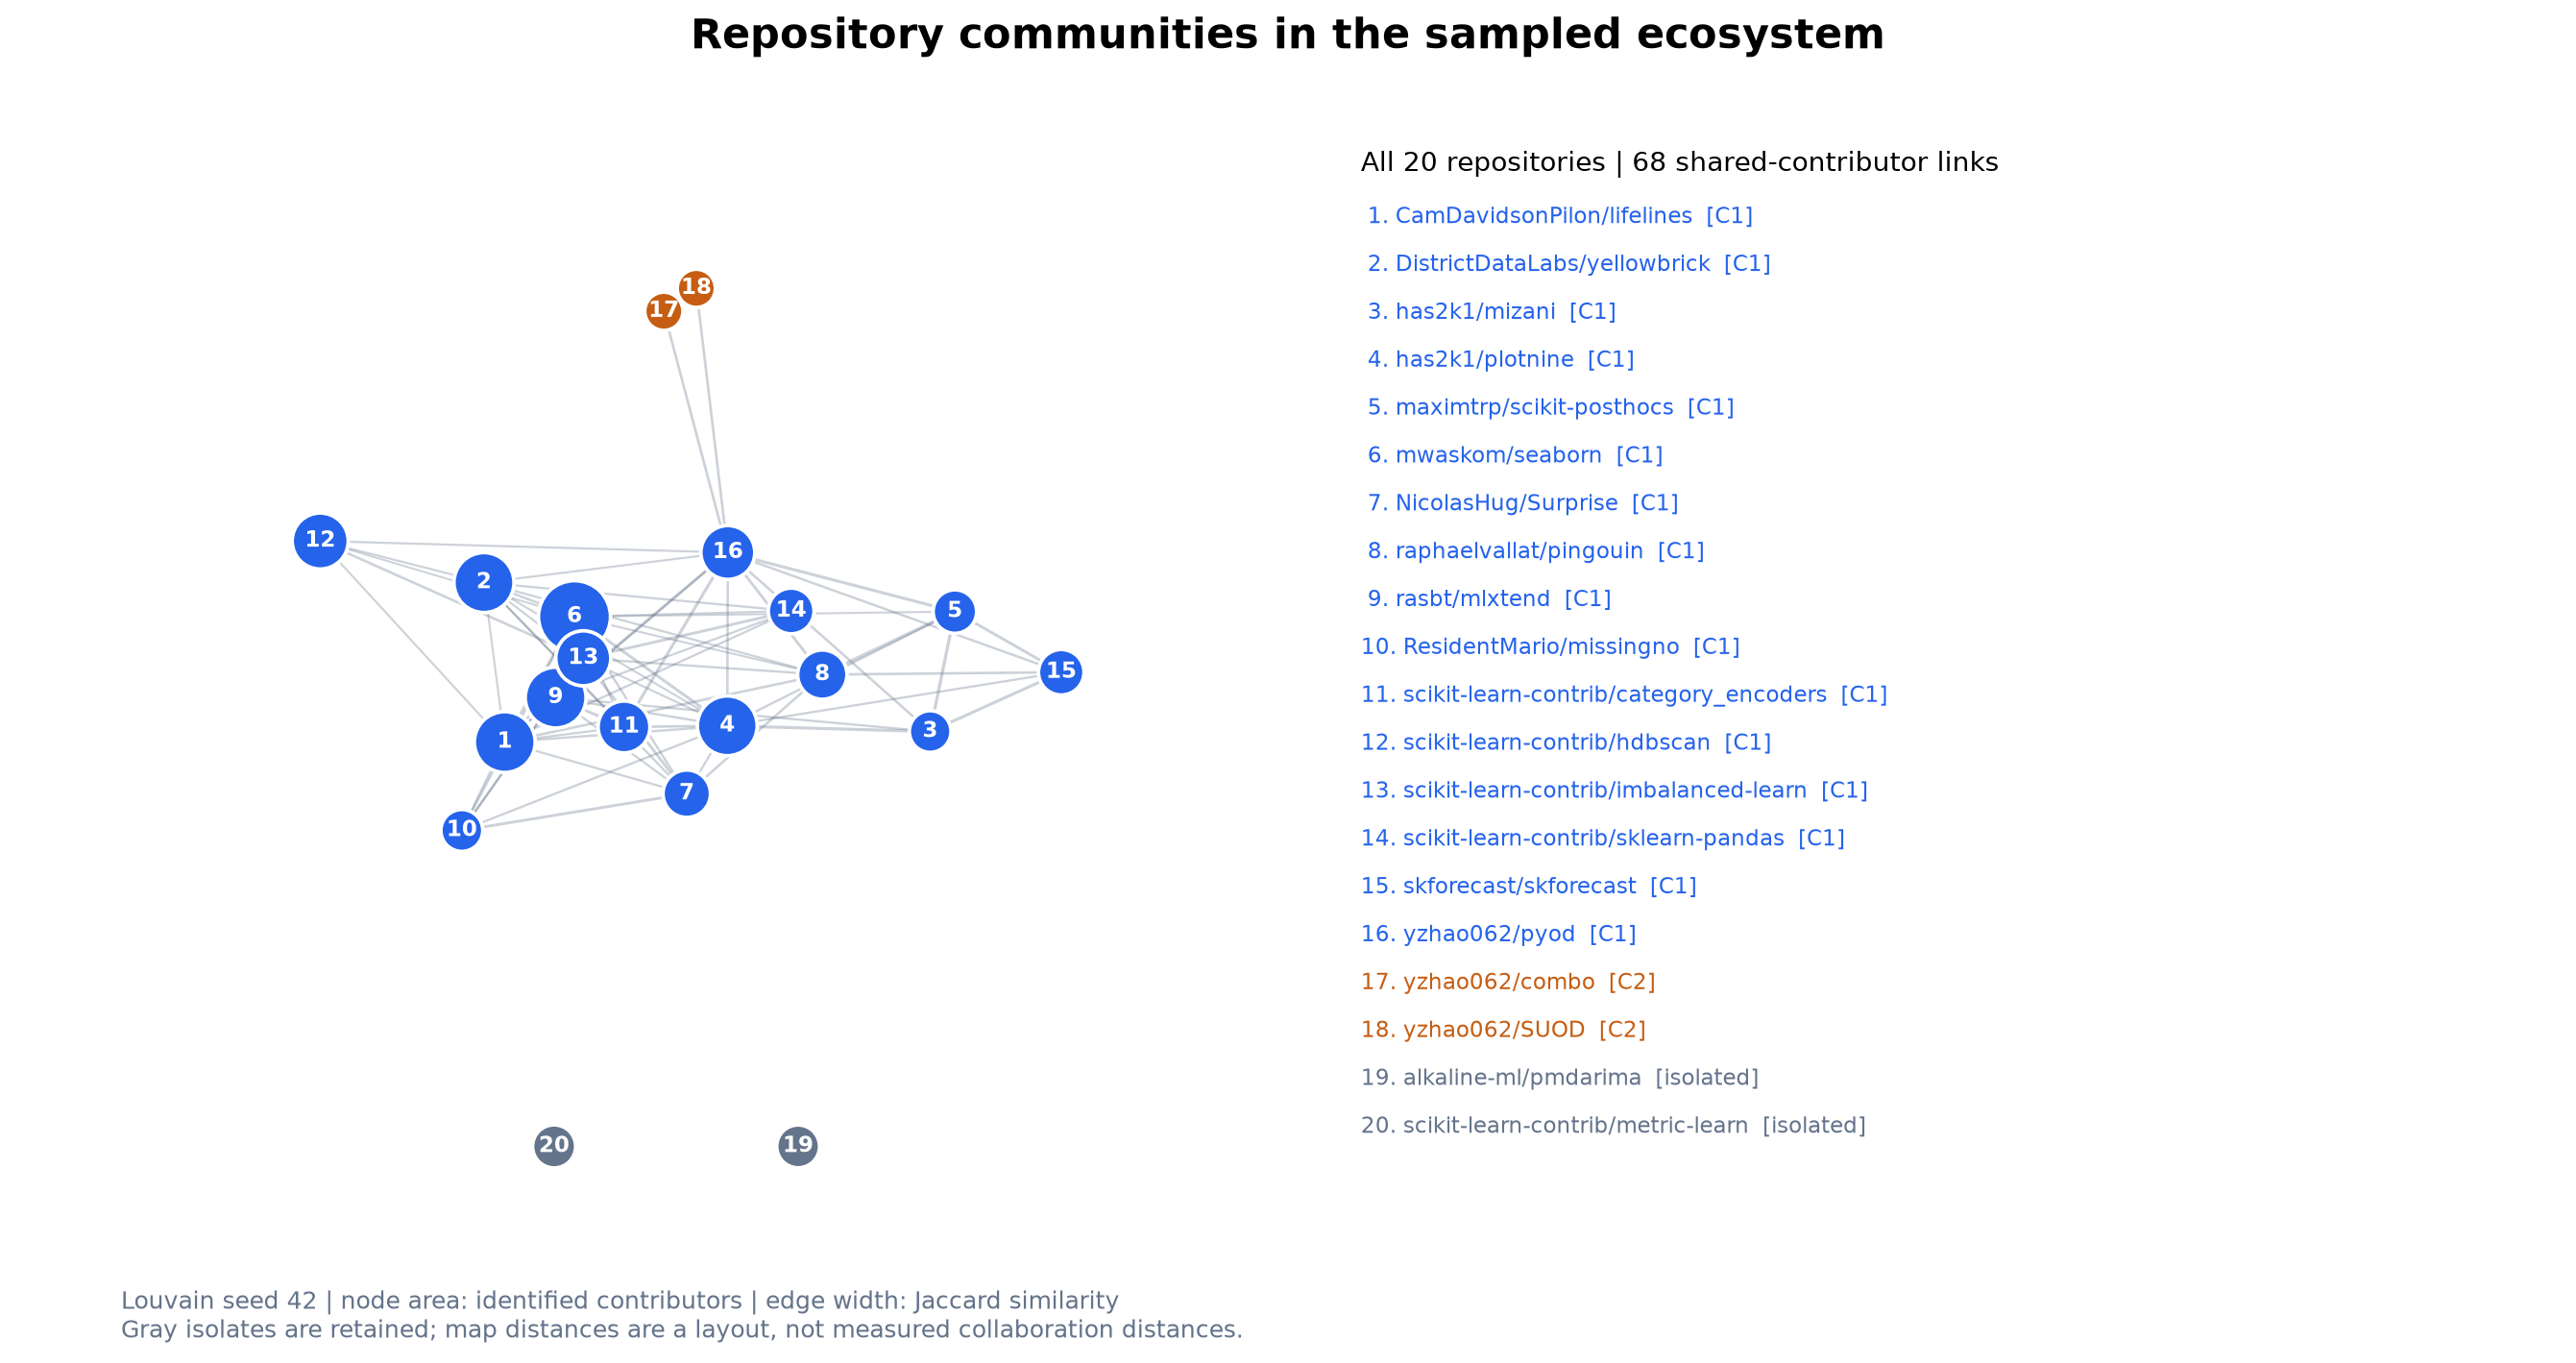 Repository communities in the sampled ecosystem
All 20 repositories | 68 shared-contributor links
1. CamDavidsonPilon/lifelines [C1]
2. DistrictDataLabs/yellowbrick [C1]
3. has2k1/mizani [C1]
4. has2k1/plotnine [C1]
5. maximtrp/scikit-posthocs [C1]
6. mwaskom/seaborn [C1]
7. NicolasHug/Surprise [C1]
8. raphaelvallat/pingouin [C1]
9. rasbt/mlxtend [C1]
10. ResidentMario/missingno [C1]
11. scikit-learn-contrib/category_encoders [C1]
12. scikit-learn-contrib/hdbscan [C1]
13. scikit-learn-contrib/imbalanced-learn [C1]
14. scikit-learn-contrib/sklearn-pandas [C1]
15. skforecast/skforecast [C1]
16. yzhao062/pyod [C1]
17. yzhao062/combo [C2]
18. yzhao062/SUOD [C2]
19. alkaline-ml/pmdarima [isolated]
20. scikit-learn-contrib/metric-learn [isolated]
18
17
12
16
2
6
14
5
13
8
15
9
11
4
3
1
7
10
20
19
Louvain seed 42 | node area: identified contributors | edge width: Jaccard similarity
Gray isolates are retained; map distances are a layout, not measured collaboration distances.